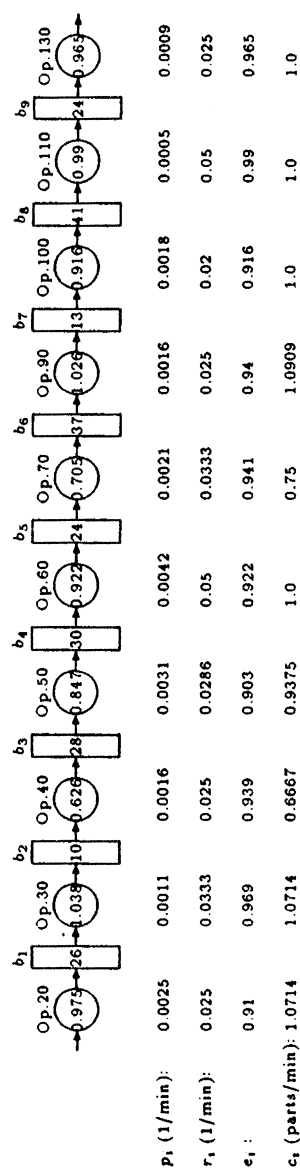 Op.20 Op.30 Op.40 Op.50 Op.60 Op.70 Op.90 Op.100 Op.110 Op.130
b1 b2 b3 b4 b5 b6 b7 b8 b9
0.975 26 1.038 10 0.626 28 0.847 30 0.922 24 0.705 37 1.026 13 0.916 41 0.99 24 0.965
pi (1/min): 0.0025 0.0011 0.0016 0.0031 0.0042 0.0021 0.0016 0.0018 0.0005 0.0009
ri (1/min): 0.025 0.0333 0.025 0.0286 0.05 0.0333 0.025 0.02 0.05 0.025
ei : 0.91 0.969 0.939 0.903 0.922 0.941 0.94 0.916 0.99 0.965
ci (parts/min): 1.0714 1.0714 0.6667 0.9375 1.0 0.75 1.0909 1.0 1.0 1.0